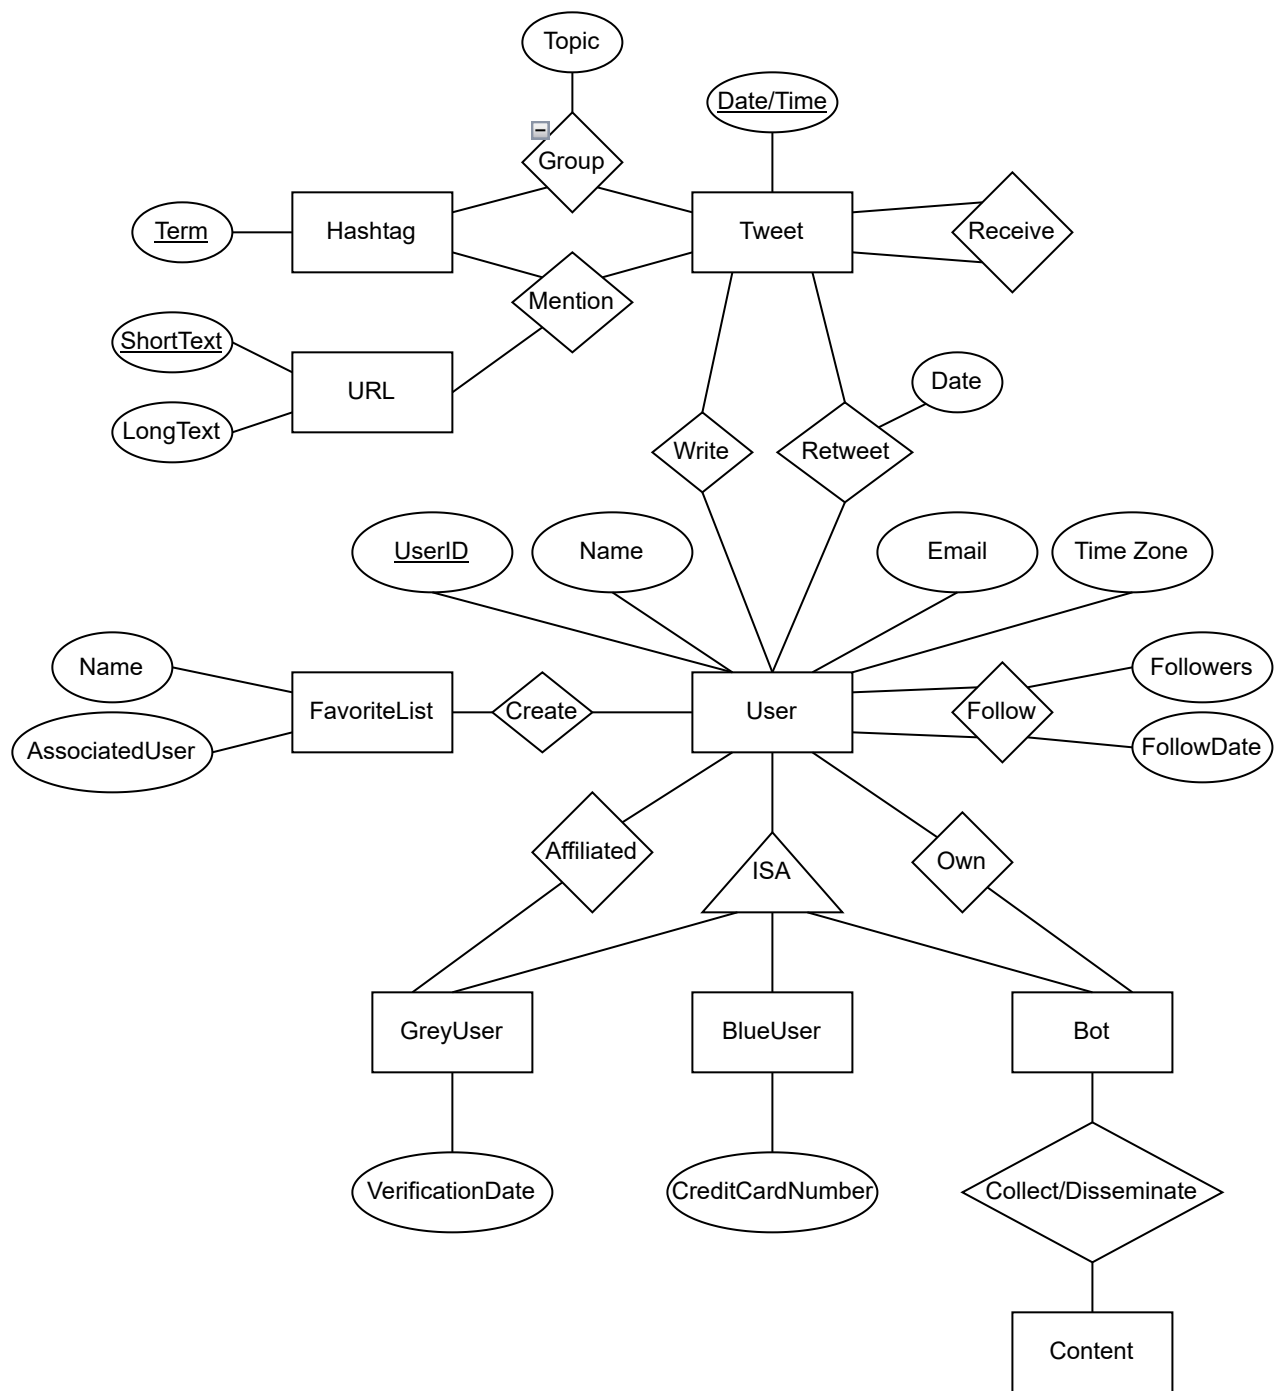 Topic
Date/Time
Group
Term
Hashtag
Tweet
Receive
Mention
ShortText
URL
LongText
Date
Write
Retweet
UserID
Name
Email
Time Zone
Name
Followers
FavoriteList
Create
User
Follow
AssociatedUser
FollowDate
Affiliated
ISA
Own
GreyUser
BlueUser
Bot
VerificationDate
CreditCardNumber
Collect/Disseminate
Content